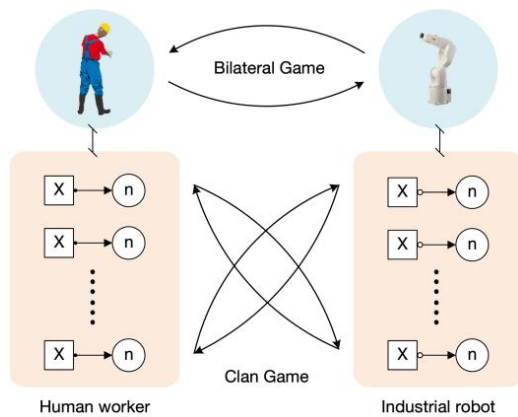 Bilateral Game
X n X n
X n X n
X n X n
Clan Game
Human worker Industrial robot